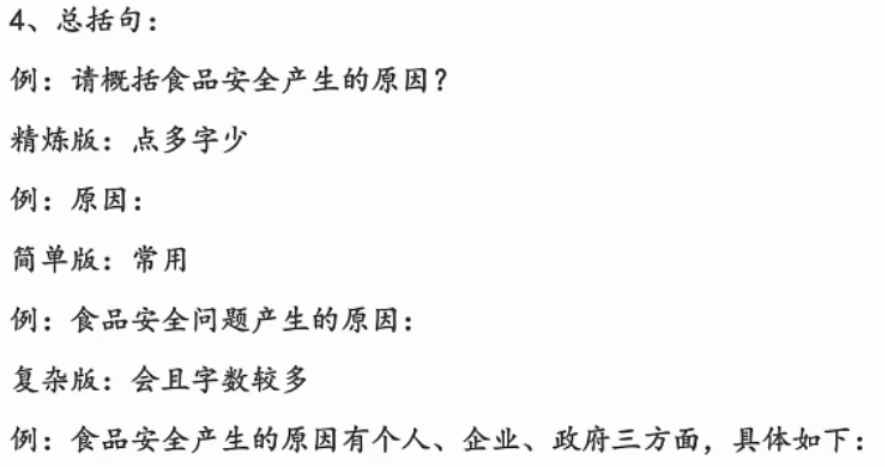 4、总括句：
例：请概括食品安全产生的原因？
精炼版：点多字少
例：原因：
简单版：常用
例：食品安全问题产生的原因：
复杂版：会且字数较多
例：食品安全产生的原因有个人、企业、政府三方面，具体如下：